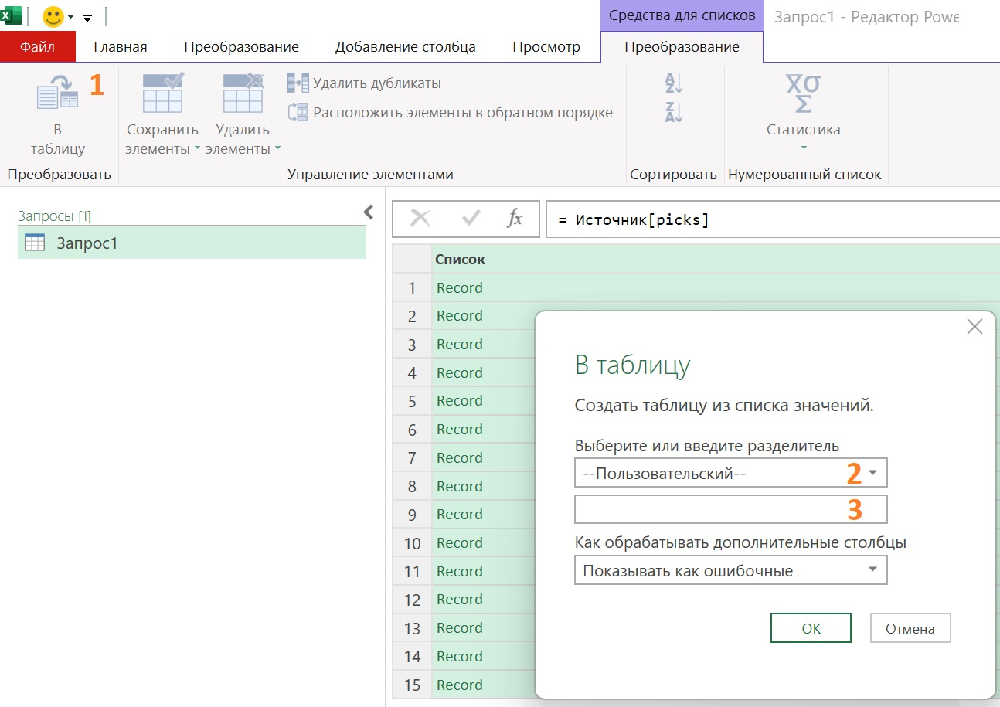 Средства для списков
Запрос1 - Редактор Powe
Файл
Главная
Преобразование
Добавление столбца
Просмотр
Преобразование
1
В
таблицу
Преобразовать
Сохранить
элементы
Удалить
элементы
Удалить дубликаты
Расположить элементы в обратном порядке
Управление элементами
A
Z
Z
A
Сортировать
X̅σ
Σ
Статистика
Нумерованный список
Запросы [1]
Запрос1
fx
= Источник[picks]
Список
1 Record
2 Record
3 Record
4 Record
5 Record
6 Record
7 Record
8 Record
9 Record
10 Record
11 Record
12 Record
13 Record
14 Record
15 Record
В таблицу
Создать таблицу из списка значений.
Выберите или введите разделитель
--Пользовательский-- 2
3
Как обрабатывать дополнительные столбцы
Показывать как ошибочные
ОК
Отмена